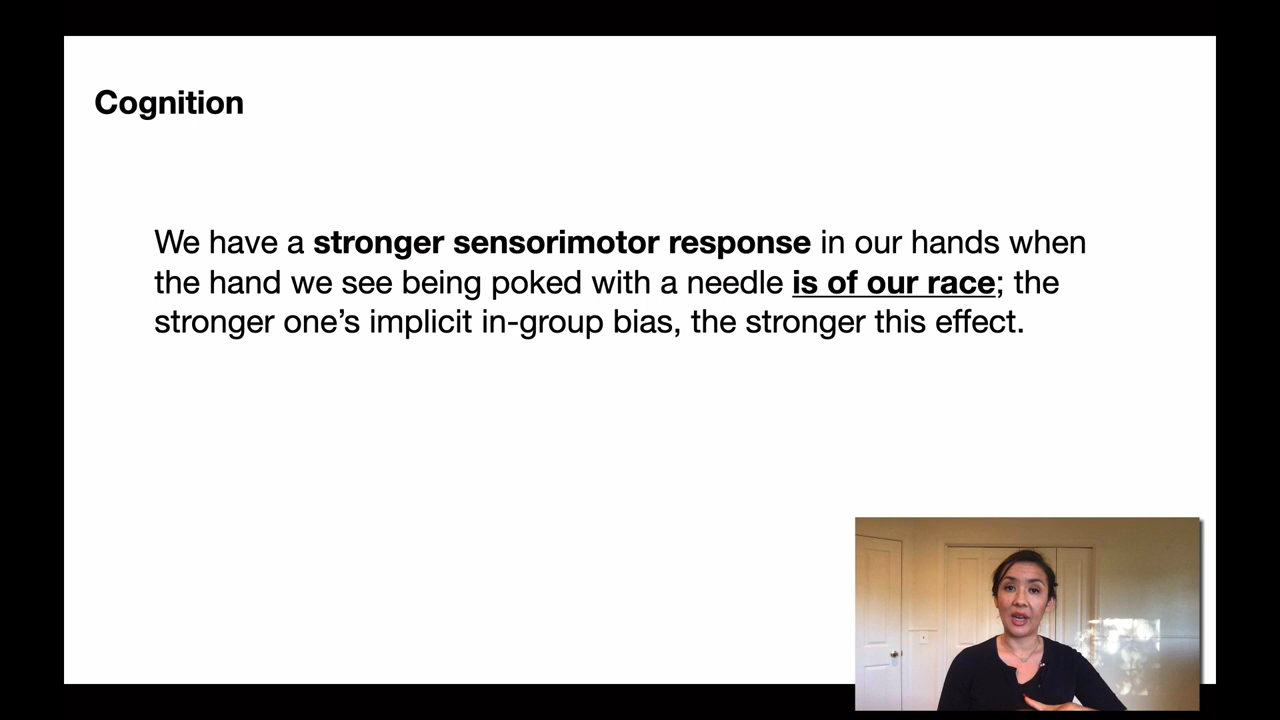 Cognition
We have a stronger sensorimotor response in our hands when
the hand we see being poked with a needle is of our race; the
stronger one’s implicit in-group bias, the stronger this effect.